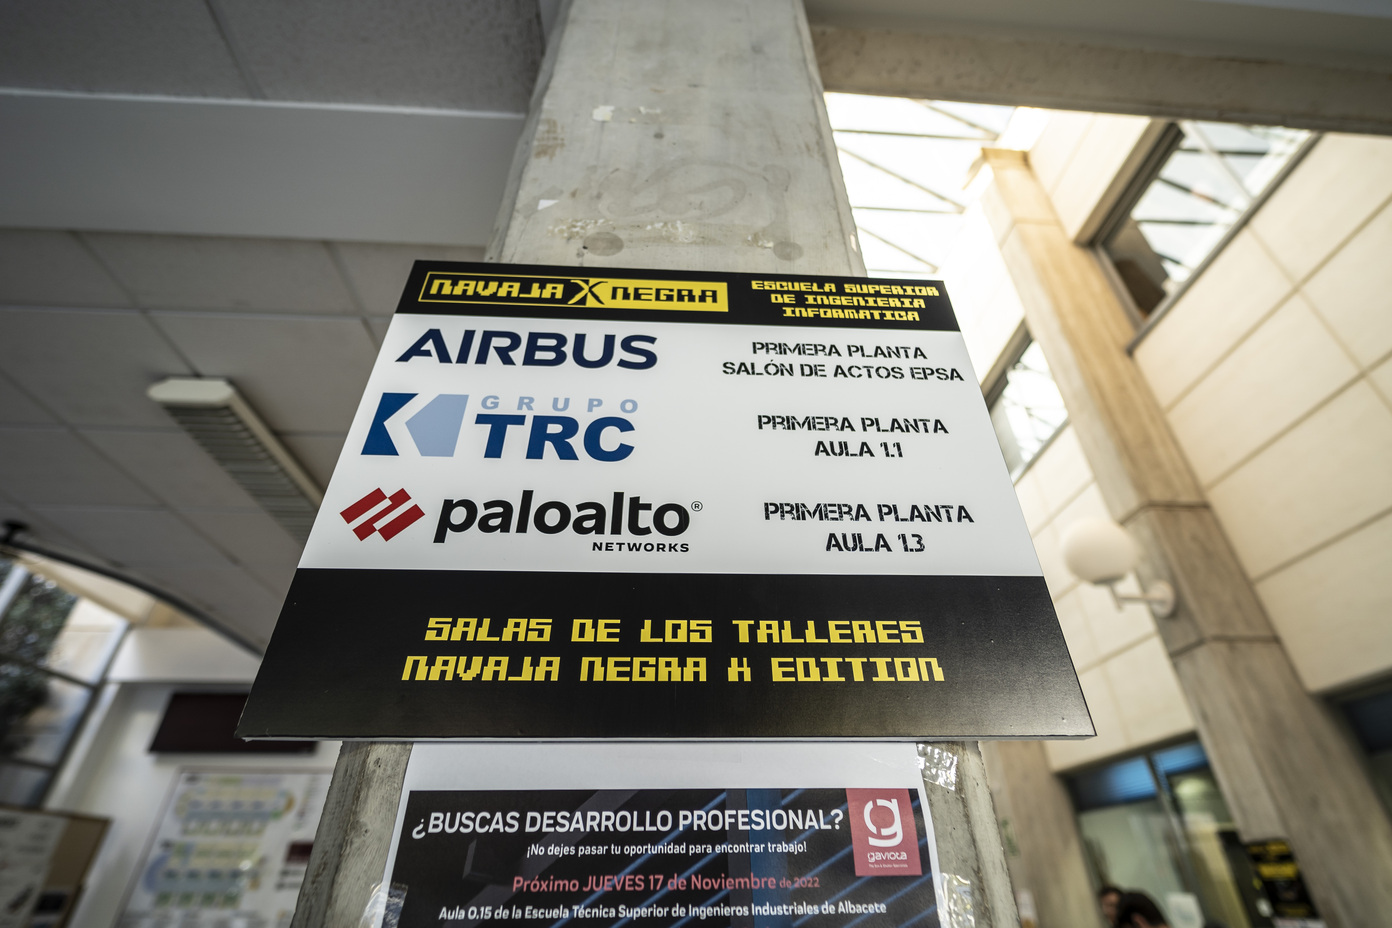 NAVAJA X NEGRA
ESCUELA SUPERIOR
DE INGENIERIA
INFORMATICA
AIRBUS
PRIMERA PLANTA
SALÓN DE ACTOS EPSA
GRUPO
TRC
PRIMERA PLANTA
AULA 1.1
paloalto®
NETWORKS
PRIMERA PLANTA
AULA 1.3
SALAS DE LOS TALLERES
NAVAJA NEGRA X EDITION
¿BUSCAS DESARROLLO PROFESIONAL?
¡No dejes pasar tu oportunidad para encontrar trabajo!
gaviota
Próximo JUEVES 17 de Noviembre de 2022
Aula 0.15 de la Escuela Técnica Superior de Ingenieros Industriales de Albacete